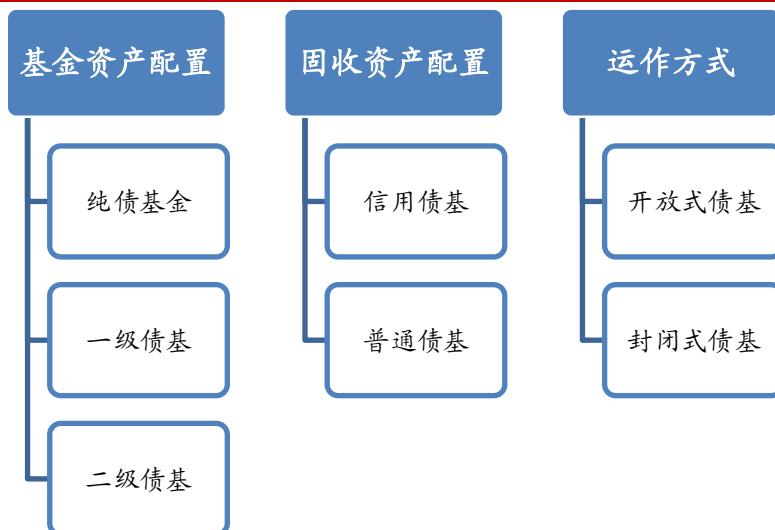 基金资产配置
纯债基金
一级债基
二级债基
固收资产配置
信用债基
普通债基
运作方式
开放式债基
封闭式债基